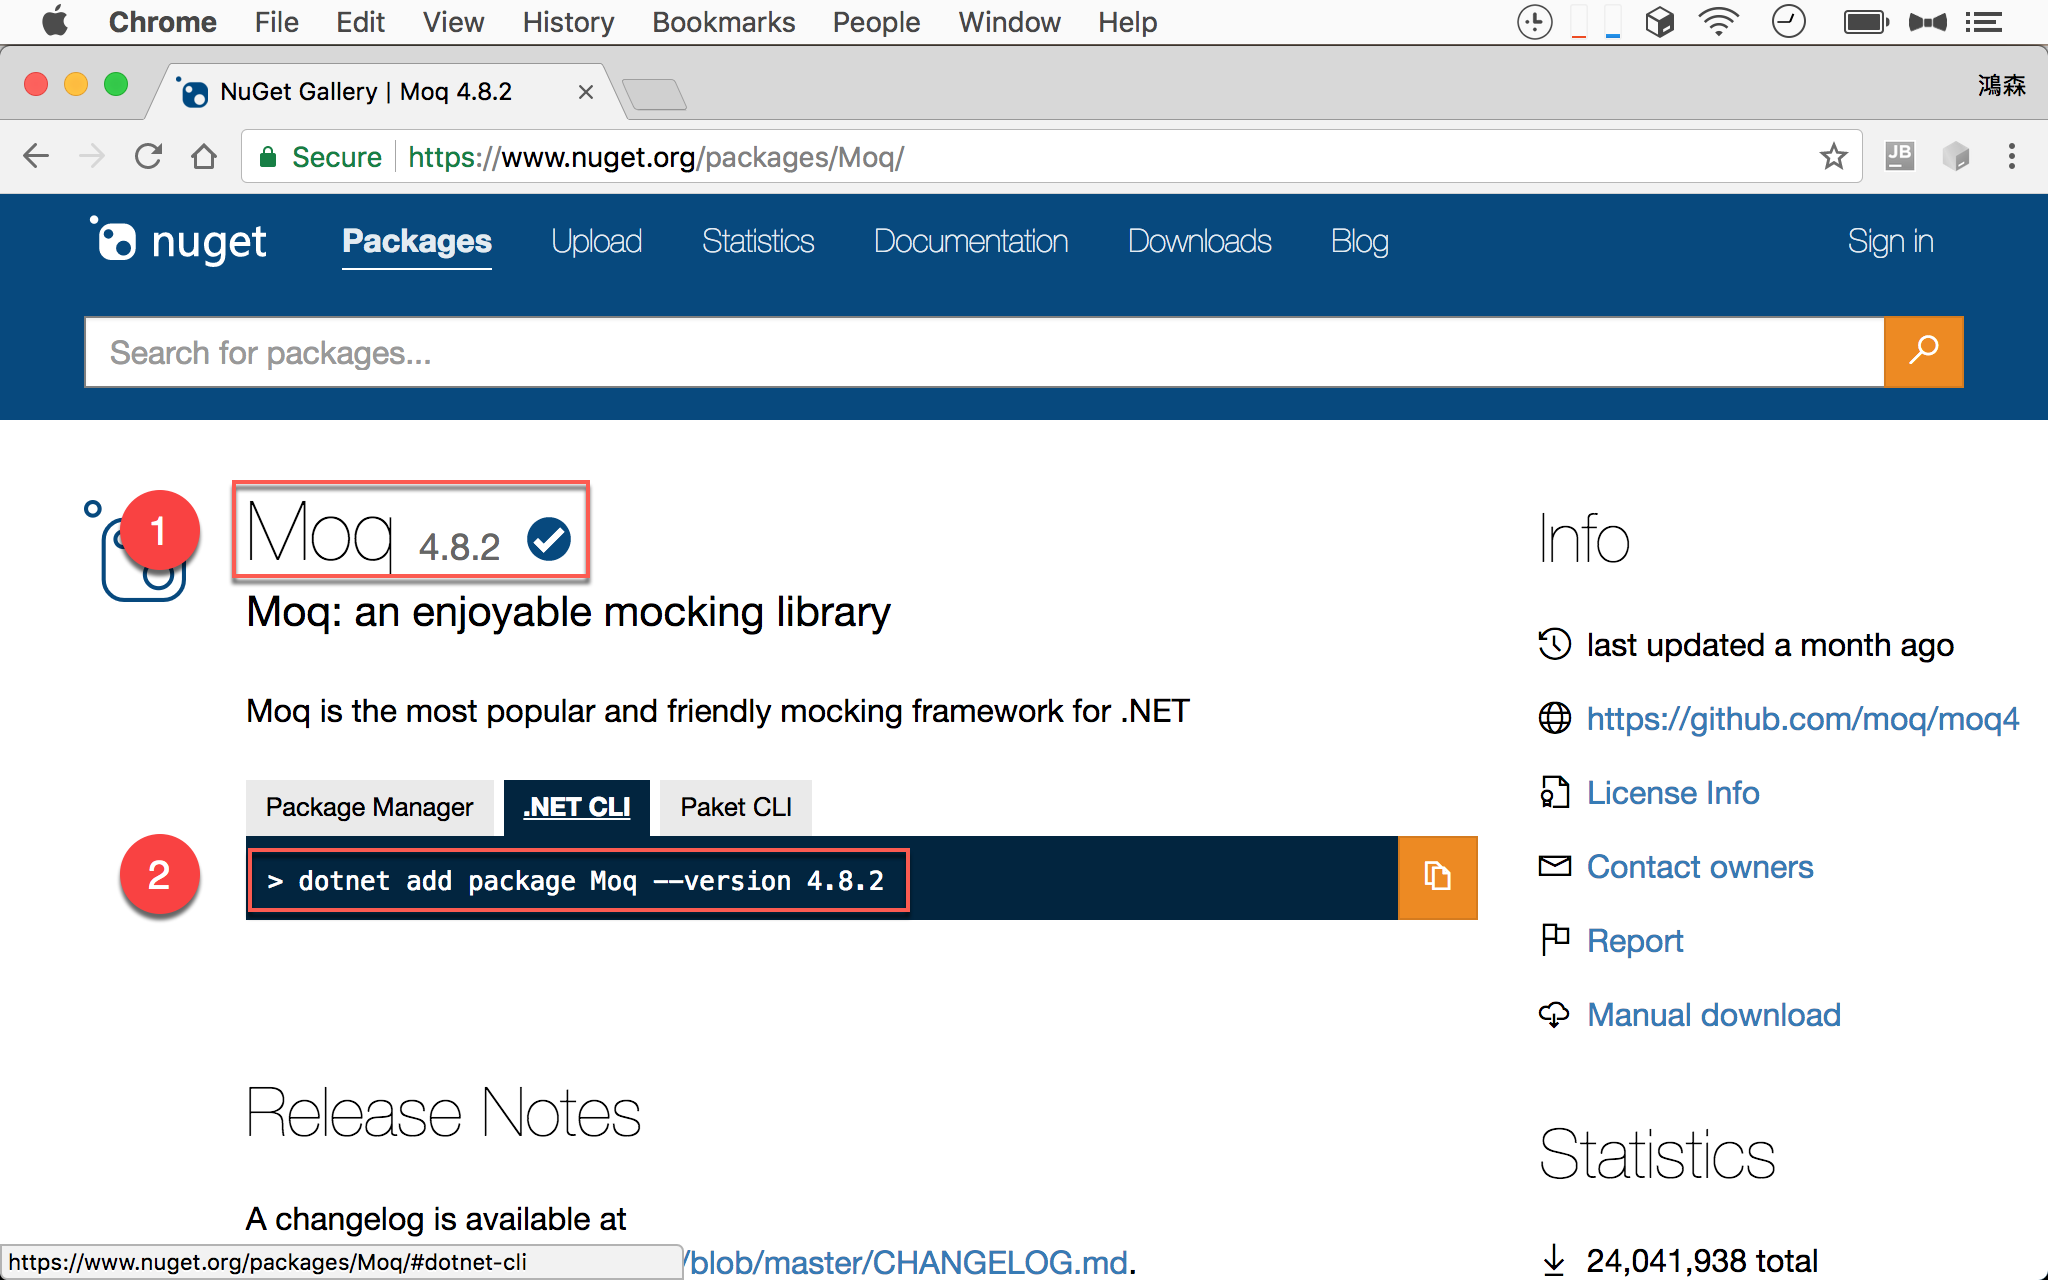 Chrome File Edit View History Bookmarks People Window Help
NuGet Gallery | Moq 4.8.2
鴻森
Secure https://www.nuget.org/packages/Moq/
JB
nuget Packages Upload Statistics Documentation Downloads Blog Sign in
Search for packages...
1
Moq 4.8.2
Moq: an enjoyable mocking library
Moq is the most popular and friendly mocking framework for .NET
Package Manager .NET CLI Paket CLI
2
> dotnet add package Moq --version 4.8.2
Release Notes
A changelog is available at
/blob/master/CHANGELOG.md.
Info
last updated a month ago
https://github.com/moq/moq4
License Info
Contact owners
Report
Manual download
Statistics
24,041,938 total
https://www.nuget.org/packages/Moq/#dotnet-cli